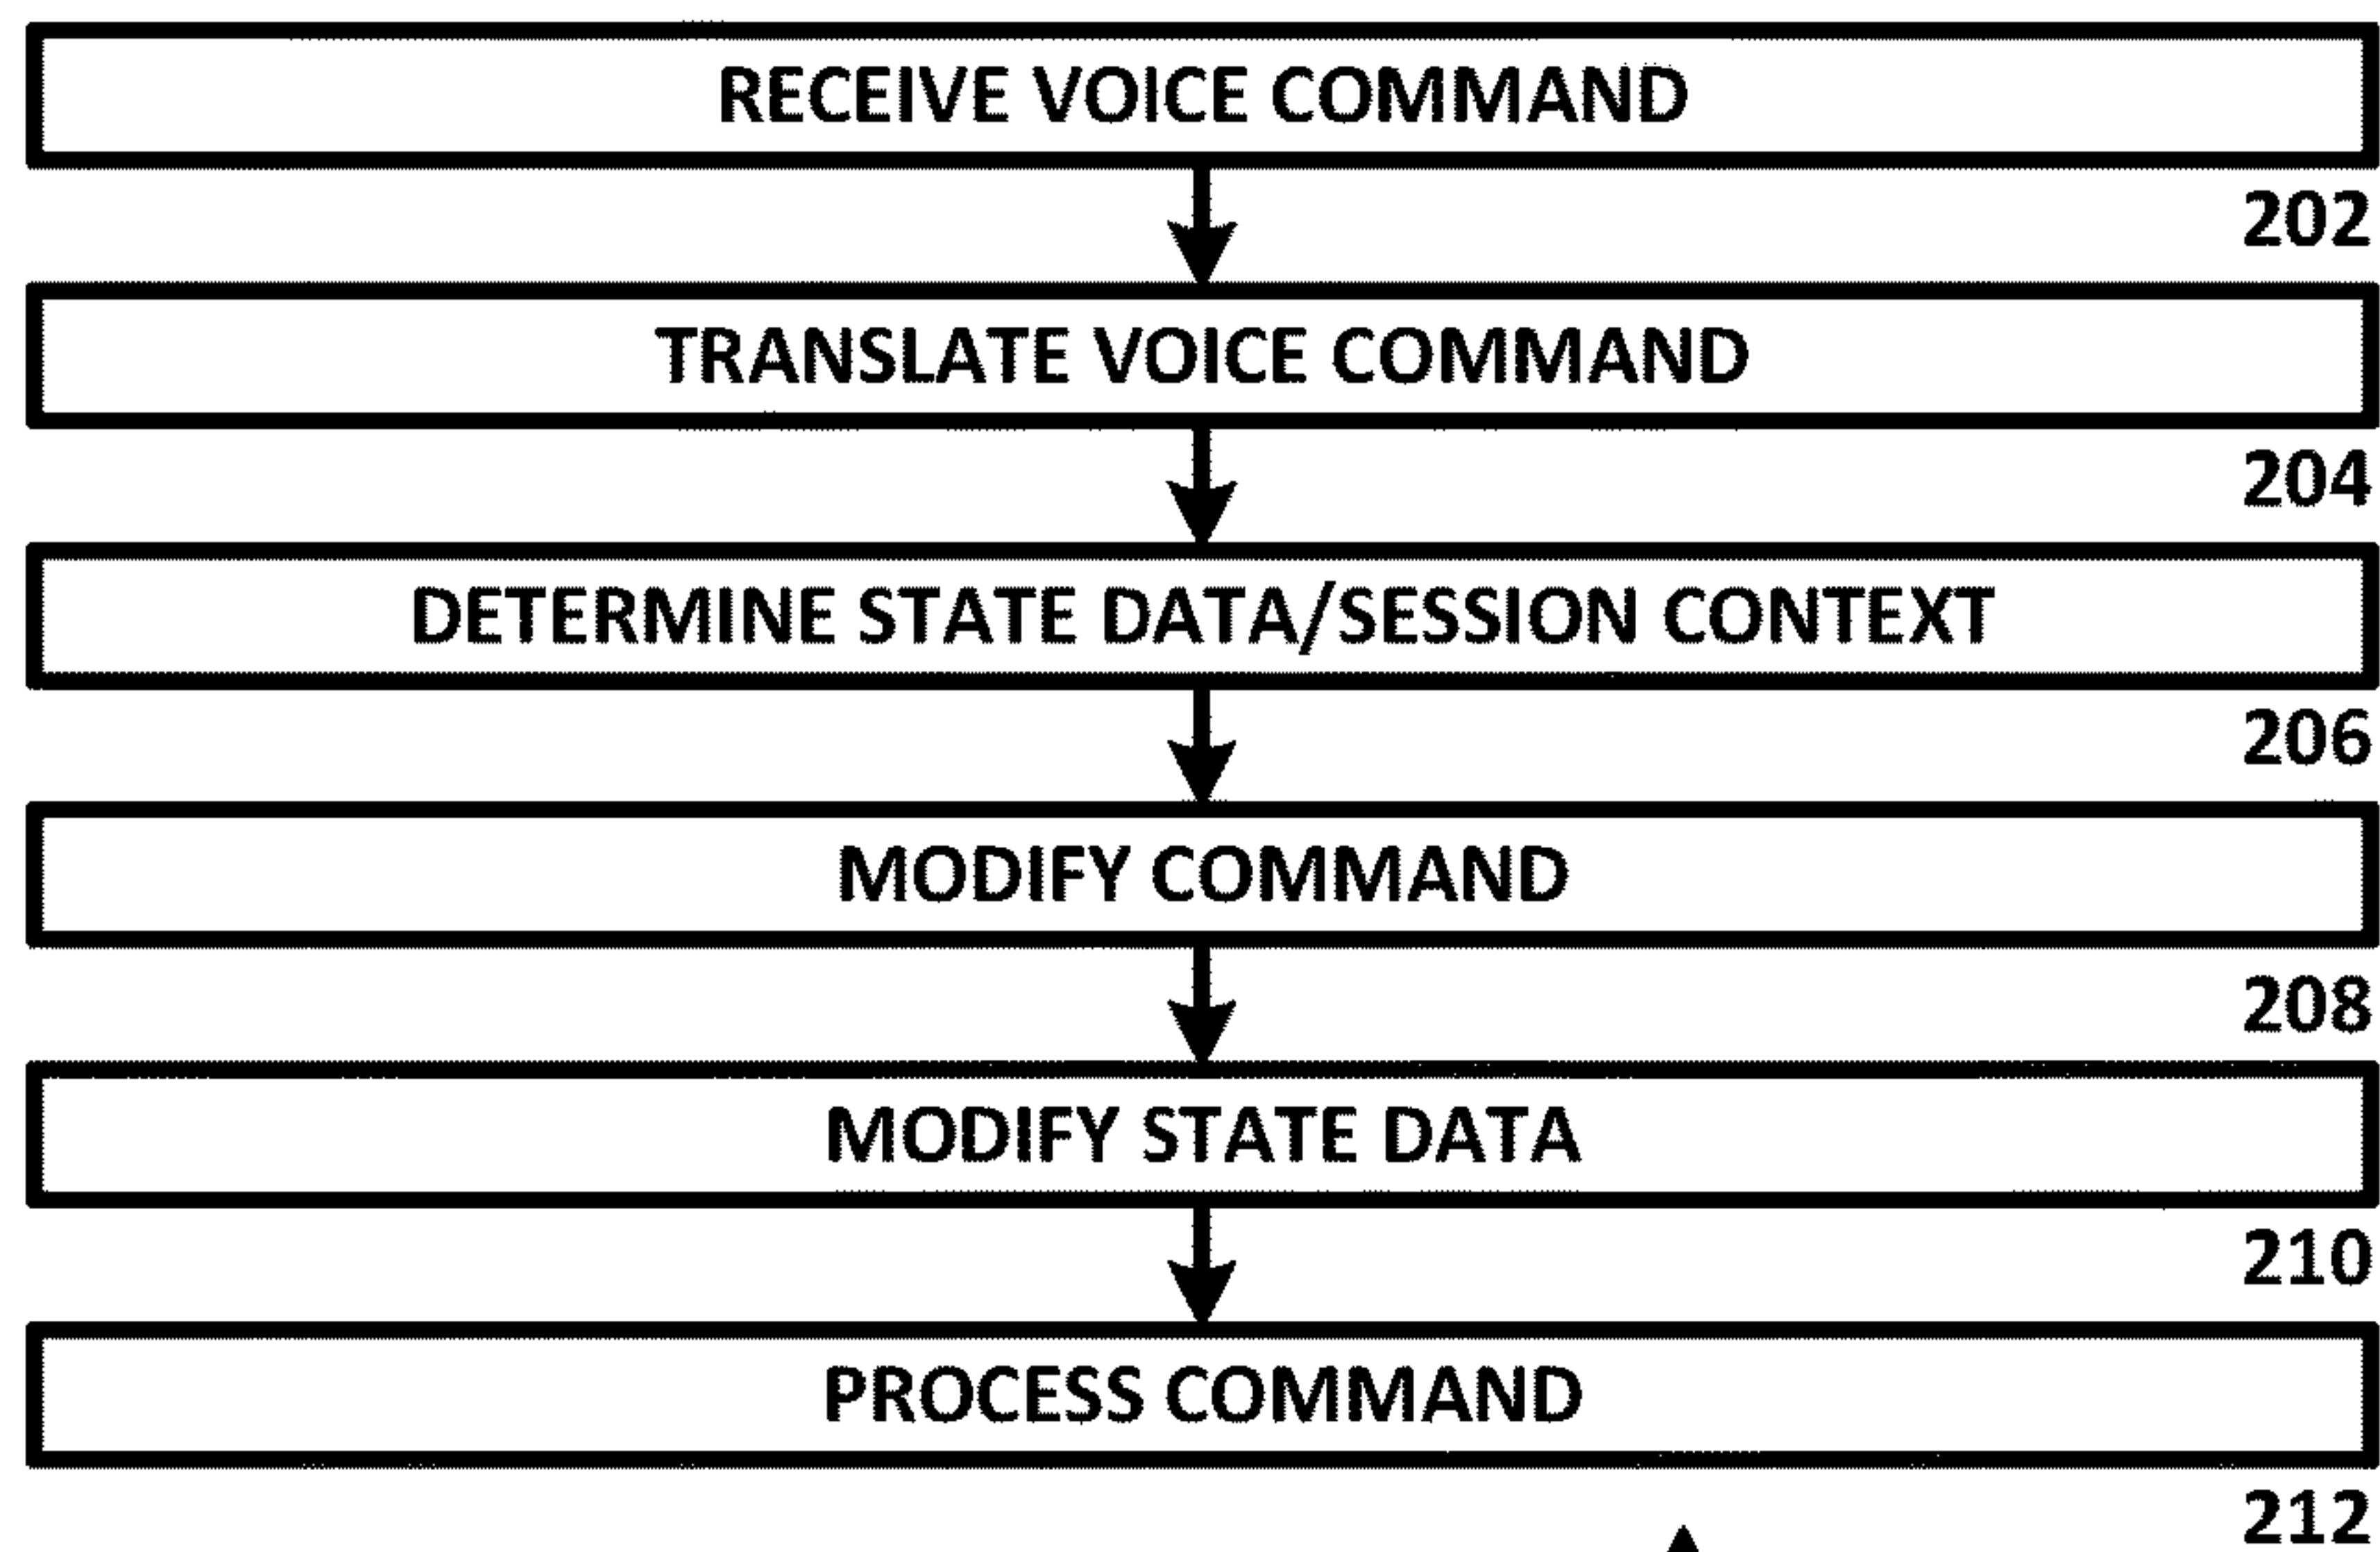 RECEIVE VOICE COMMAND
202
TRANSLATE VOICE COMMAND
204
DETERMINE STATE DATA/SESSION CONTEXT
206
MODIFY COMMAND
208
MODIFY STATE DATA
210
PROCESS COMMAND
212